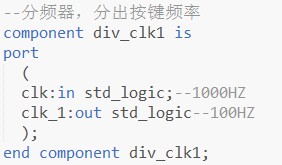 --分频器，分出按键频率
component div_clk1 is
port
(
clk:in std_logic;--1000HZ
clk_1:out std_logic--100HZ
);
end component div_clk1;